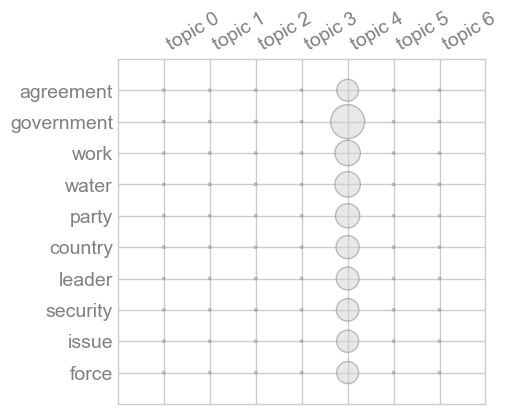 topic 0
topic 1
topic 2
topic 3
topic 4
topic 5
topic 6
agreement
government
work
water
party
country
leader
security
issue
force